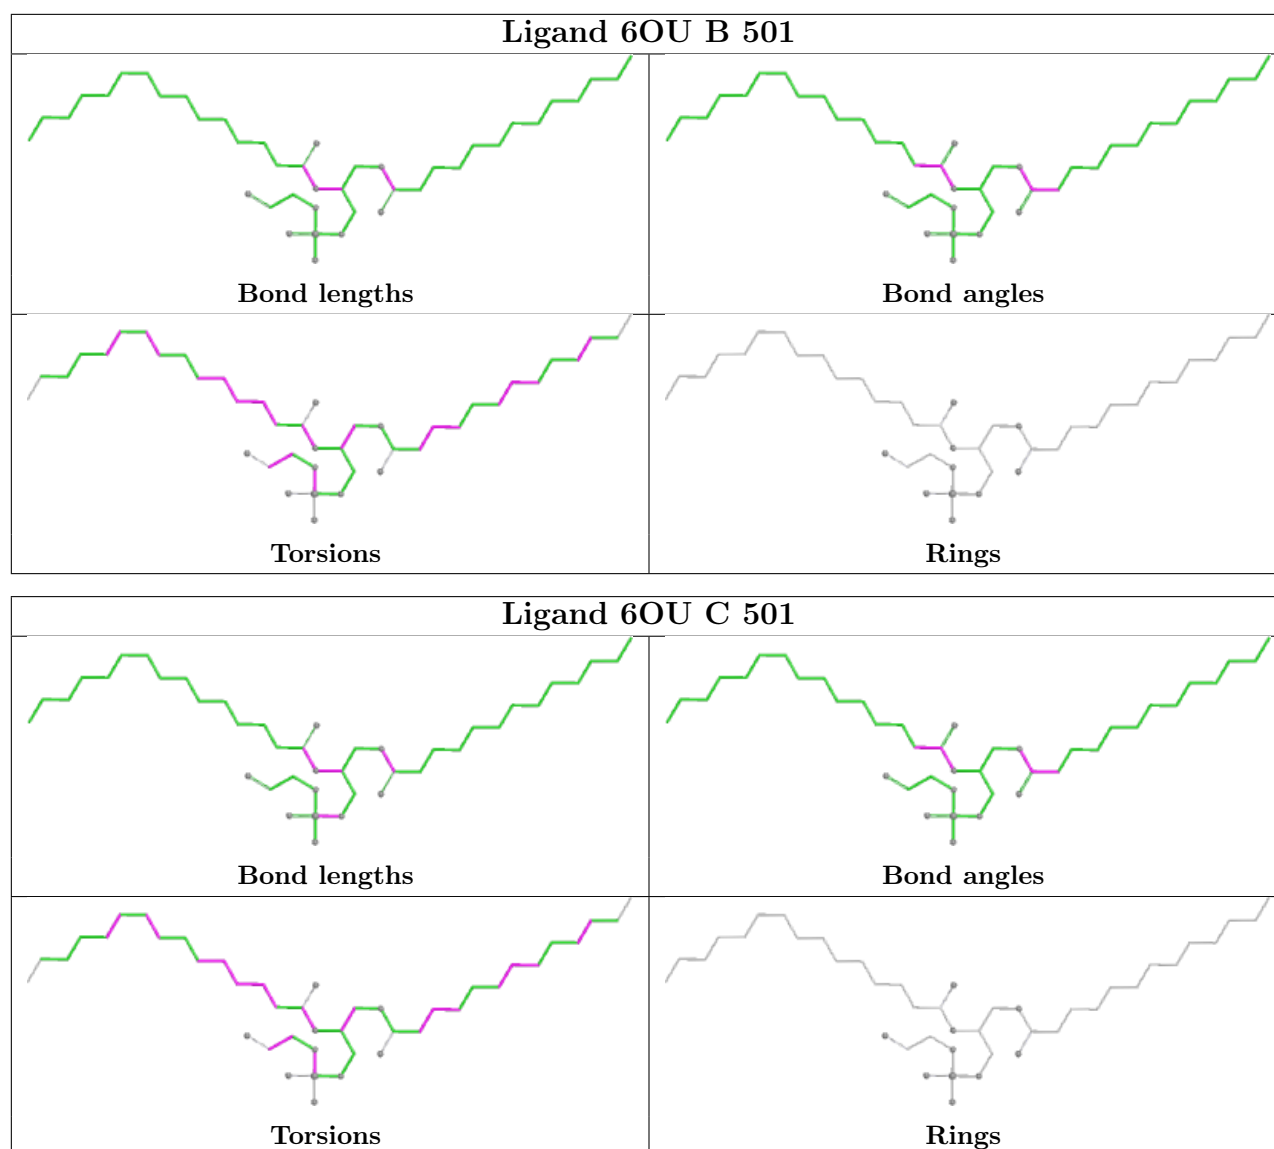 Ligand 6OU B 501
Bond lengths
Bond angles
Torsions
Rings
Ligand 6OU C 501
Bond lengths
Bond angles
Torsions
Rings